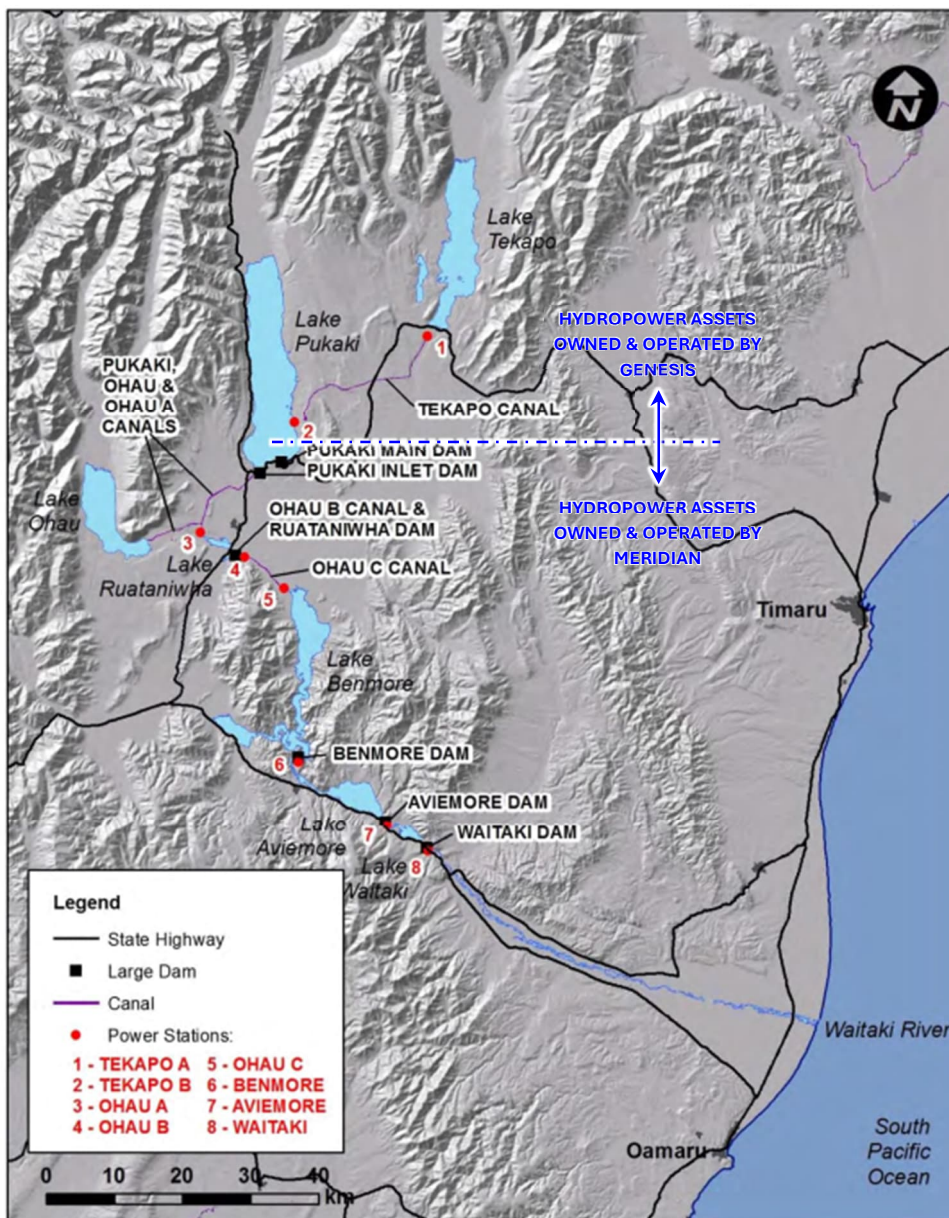 N
Lake
Tekapo
Lake
Pukaki
HYDROPOWER ASSETS
OWNED & OPERATED BY
GENESIS
1
PUKAKI,
OHAU &
OHAU A
CANALS
TEKAPO CANAL
2
PUKAKI MAIN DAM
PUKAKI INLET DAM
Lake
Ohau
OHAU B CANAL &
RUATANIWHA DAM
HYDROPOWER ASSETS
OWNED & OPERATED BY
MERIDIAN
3
Lake
Ruataniwha
4
OHAU C CANAL
5
Timaru
Lake
Benmore
BENMORE DAM
6
AVIEMORE DAM
Lake
Aviemore
7
WAITAKI DAM
Lake
Waitaki
8
Legend
State Highway
Large Dam
Canal
Power Stations:
1 - TEKAPO A 5 - OHAU C
2 - TEKAPO B 6 - BENMORE
3 - OHAU A 7 - AVIEMORE
4 - OHAU B 8 - WAITAKI
Waitaki River
Oamaru
South
Pacific
Ocean
0 10 20 30 40
km